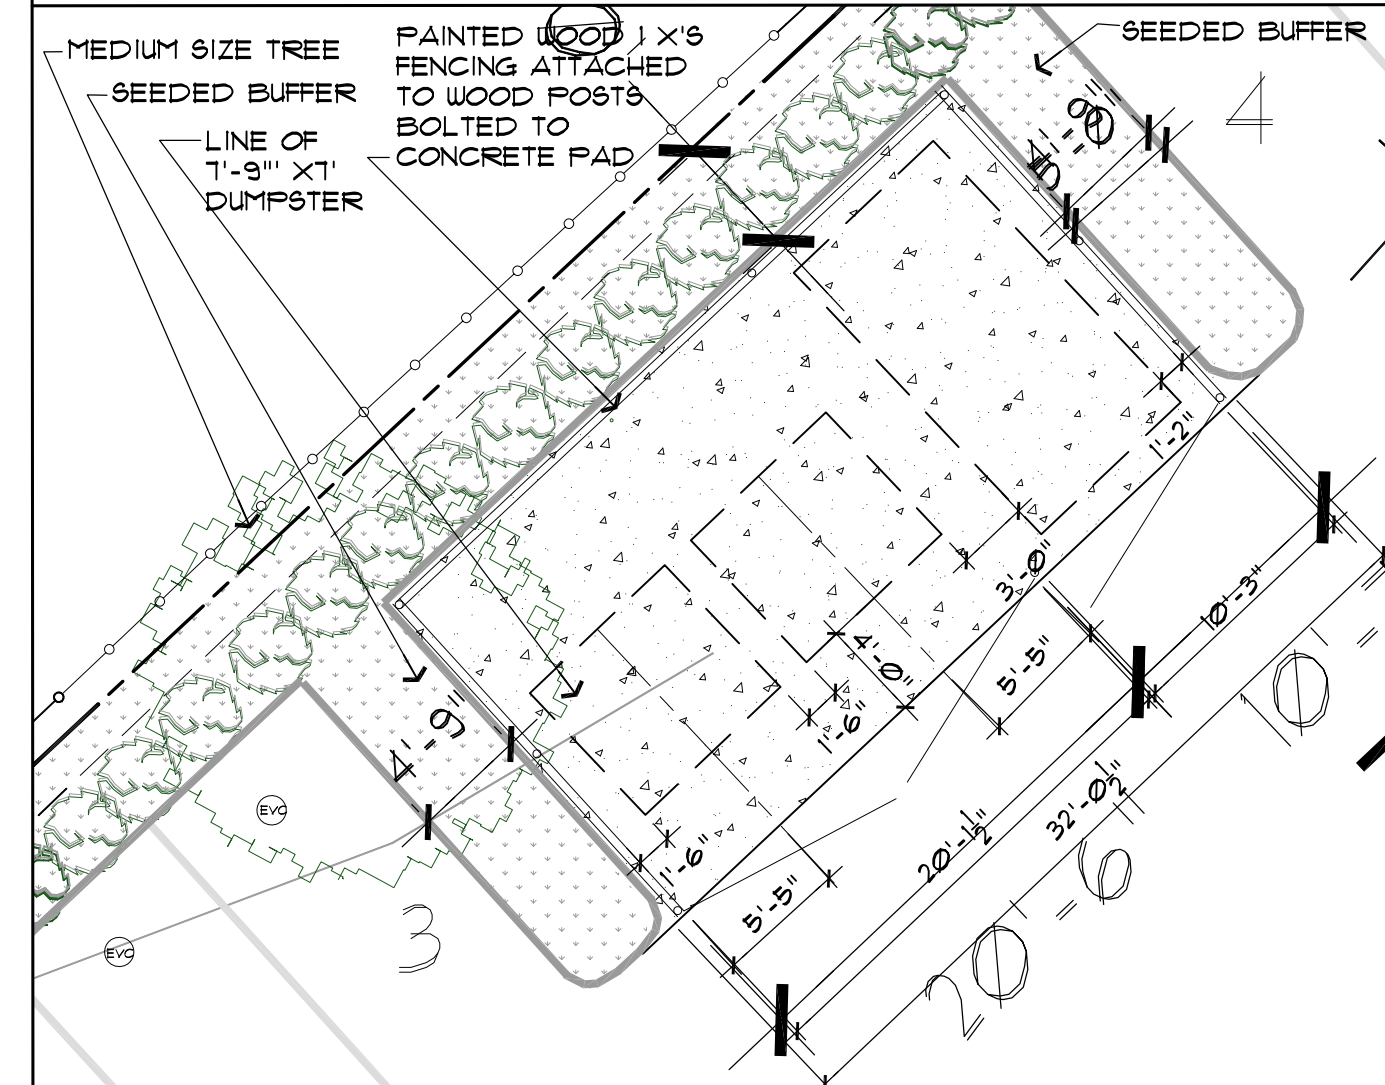 MEDIUM SIZE TREE
SEEDED BUFFER
LINE OF
7'-9"' X7'
DUMPSTER
PAINTED WOOD 1 X'S
FENCING ATTACHED
TO WOOD POSTS
BOLTED TO
CONCRETE PAD
SEEDED BUFFER
4
1'-2"
3'-0"
10'-3"
4'-0"
5'-5"
1'-6"
4'-9"
32'-0½"
20'-1½"
1'-6"
5'-5"
EVC
3
EVC